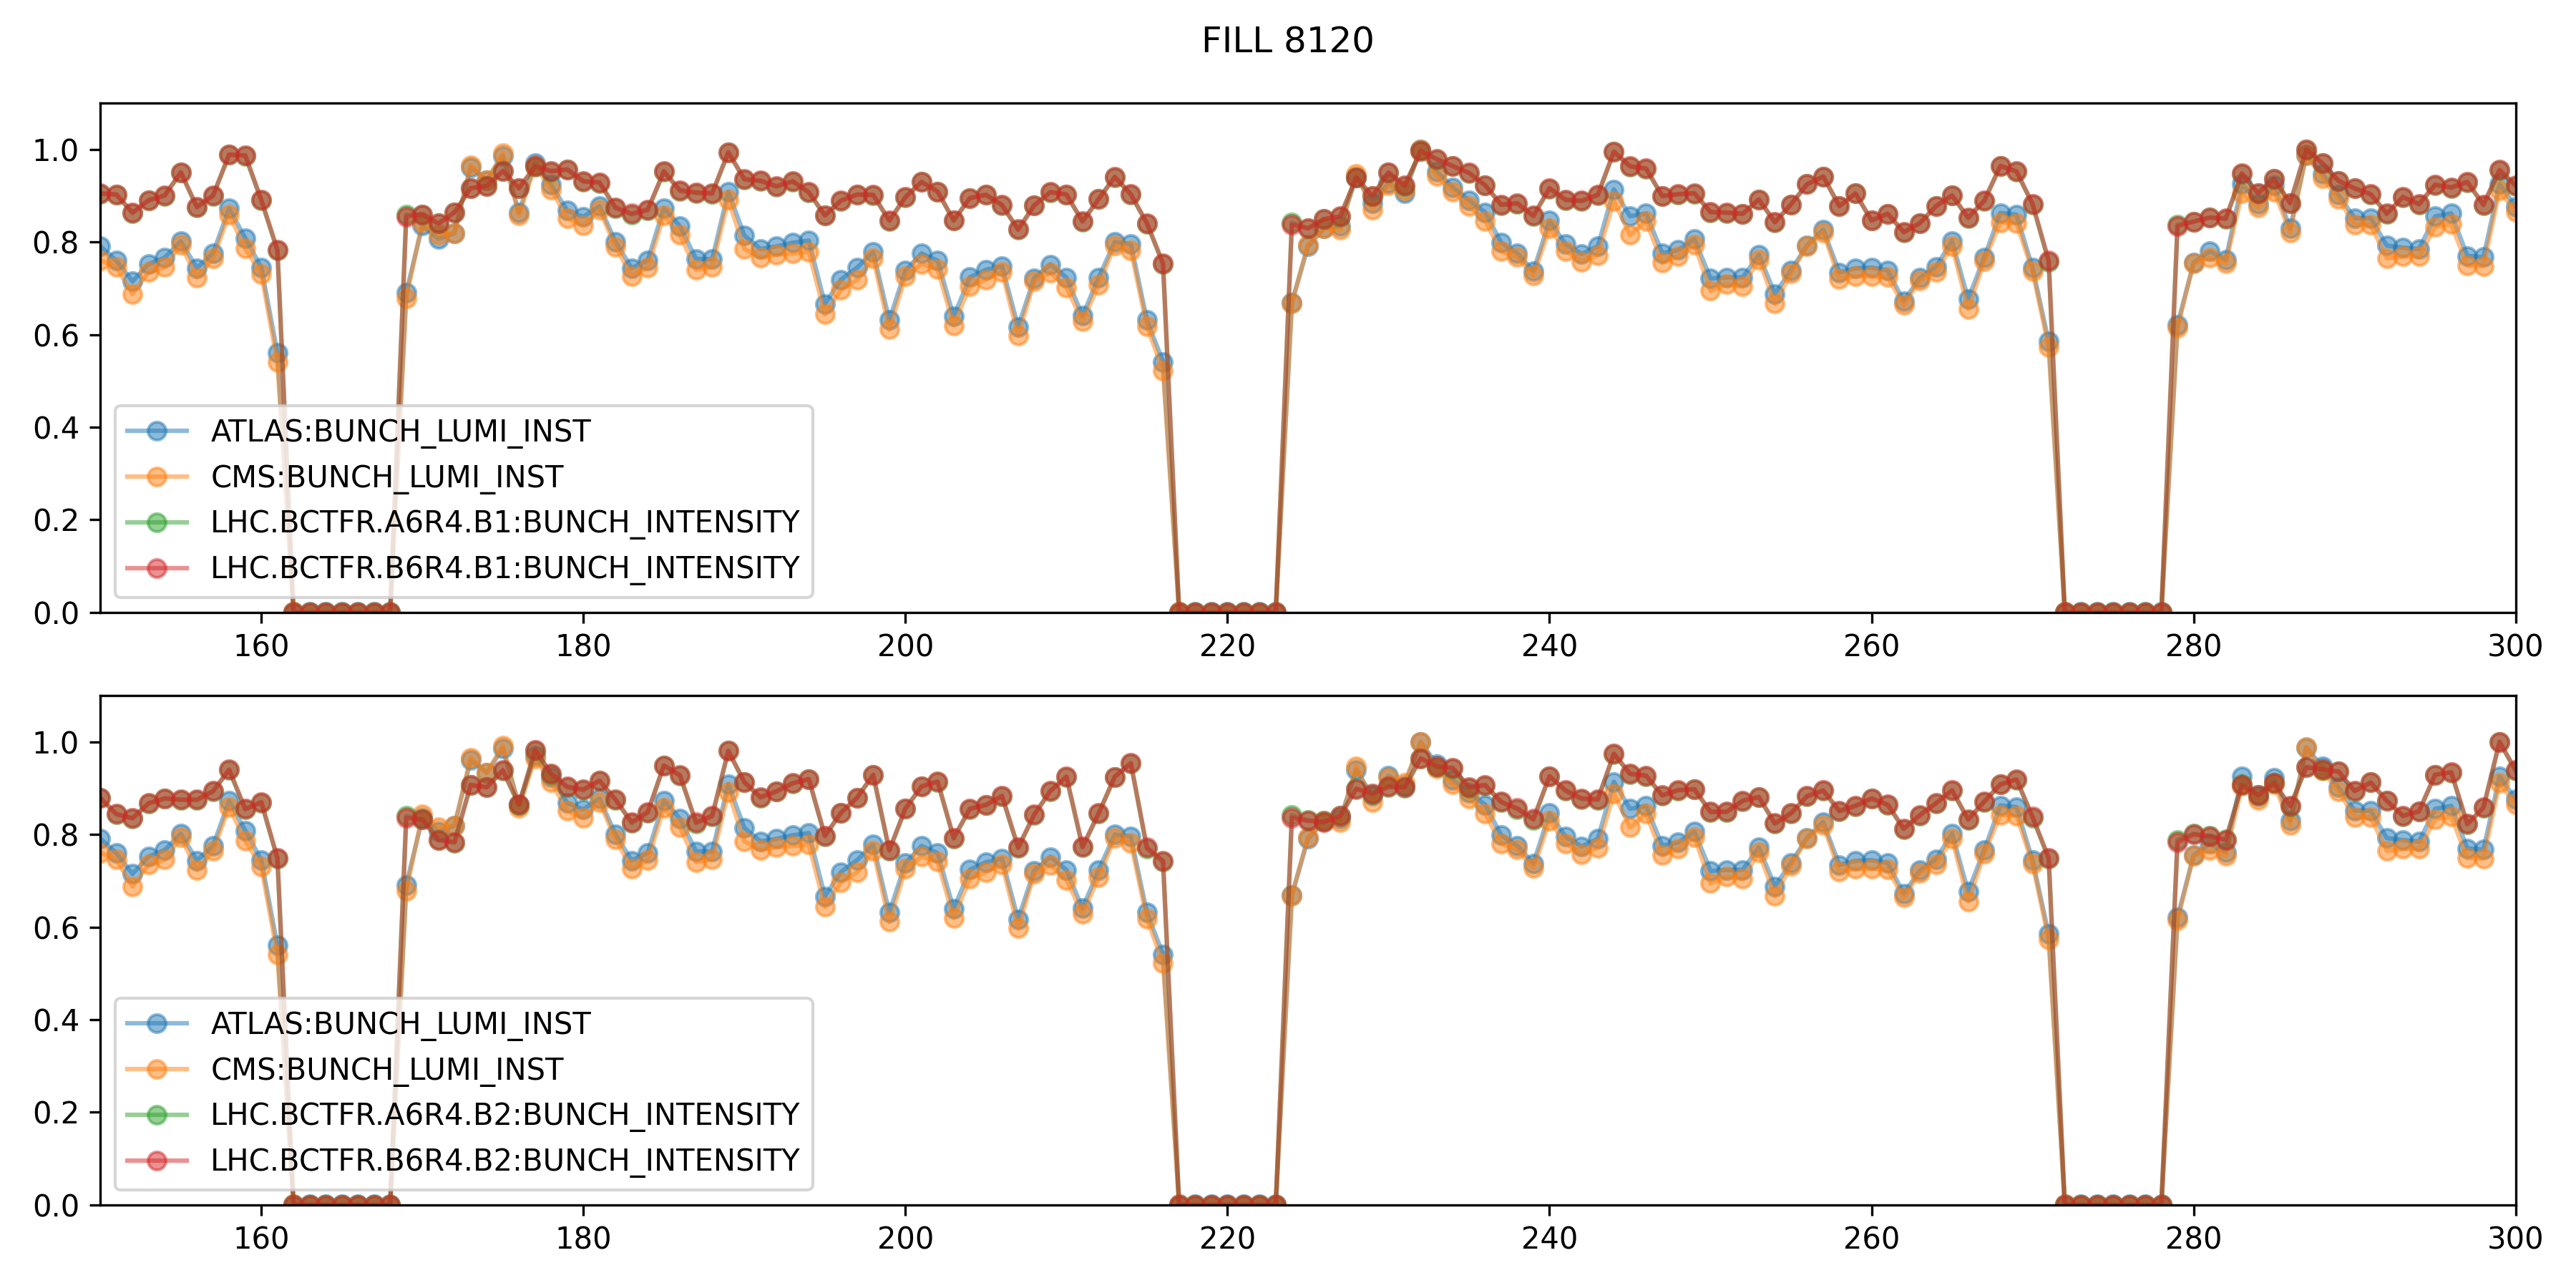 FILL 8120
1.0
0.8
0.6
0.4
0.2
0.0
ATLAS:BUNCH_LUMI_INST
CMS:BUNCH_LUMI_INST
LHC.BCTFR.A6R4.B1:BUNCH_INTENSITY
LHC.BCTFR.B6R4.B1:BUNCH_INTENSITY
160 180 200 220 240 260 280 300
1.0
0.8
0.6
0.4
0.2
0.0
ATLAS:BUNCH_LUMI_INST
CMS:BUNCH_LUMI_INST
LHC.BCTFR.A6R4.B2:BUNCH_INTENSITY
LHC.BCTFR.B6R4.B2:BUNCH_INTENSITY
160 180 200 220 240 260 280 300